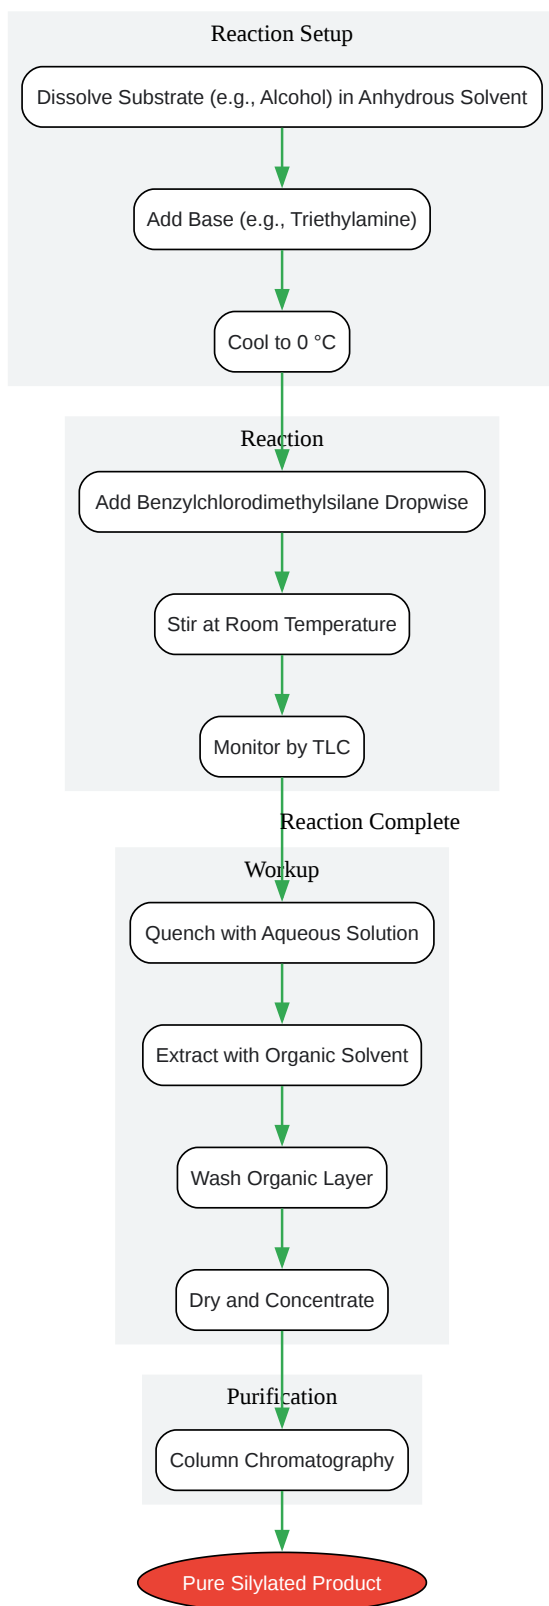 Reaction Setup
Dissolve Substrate (e.g., Alcohol) in Anhydrous Solvent
Add Base (e.g., Triethylamine)
Cool to 0 °C
Reaction
Add Benzylchlorodimethylsilane Dropwise
Stir at Room Temperature
Monitor by TLC
Reaction Complete
Workup
Quench with Aqueous Solution
Extract with Organic Solvent
Wash Organic Layer
Dry and Concentrate
Purification
Column Chromatography
Pure Silylated Product